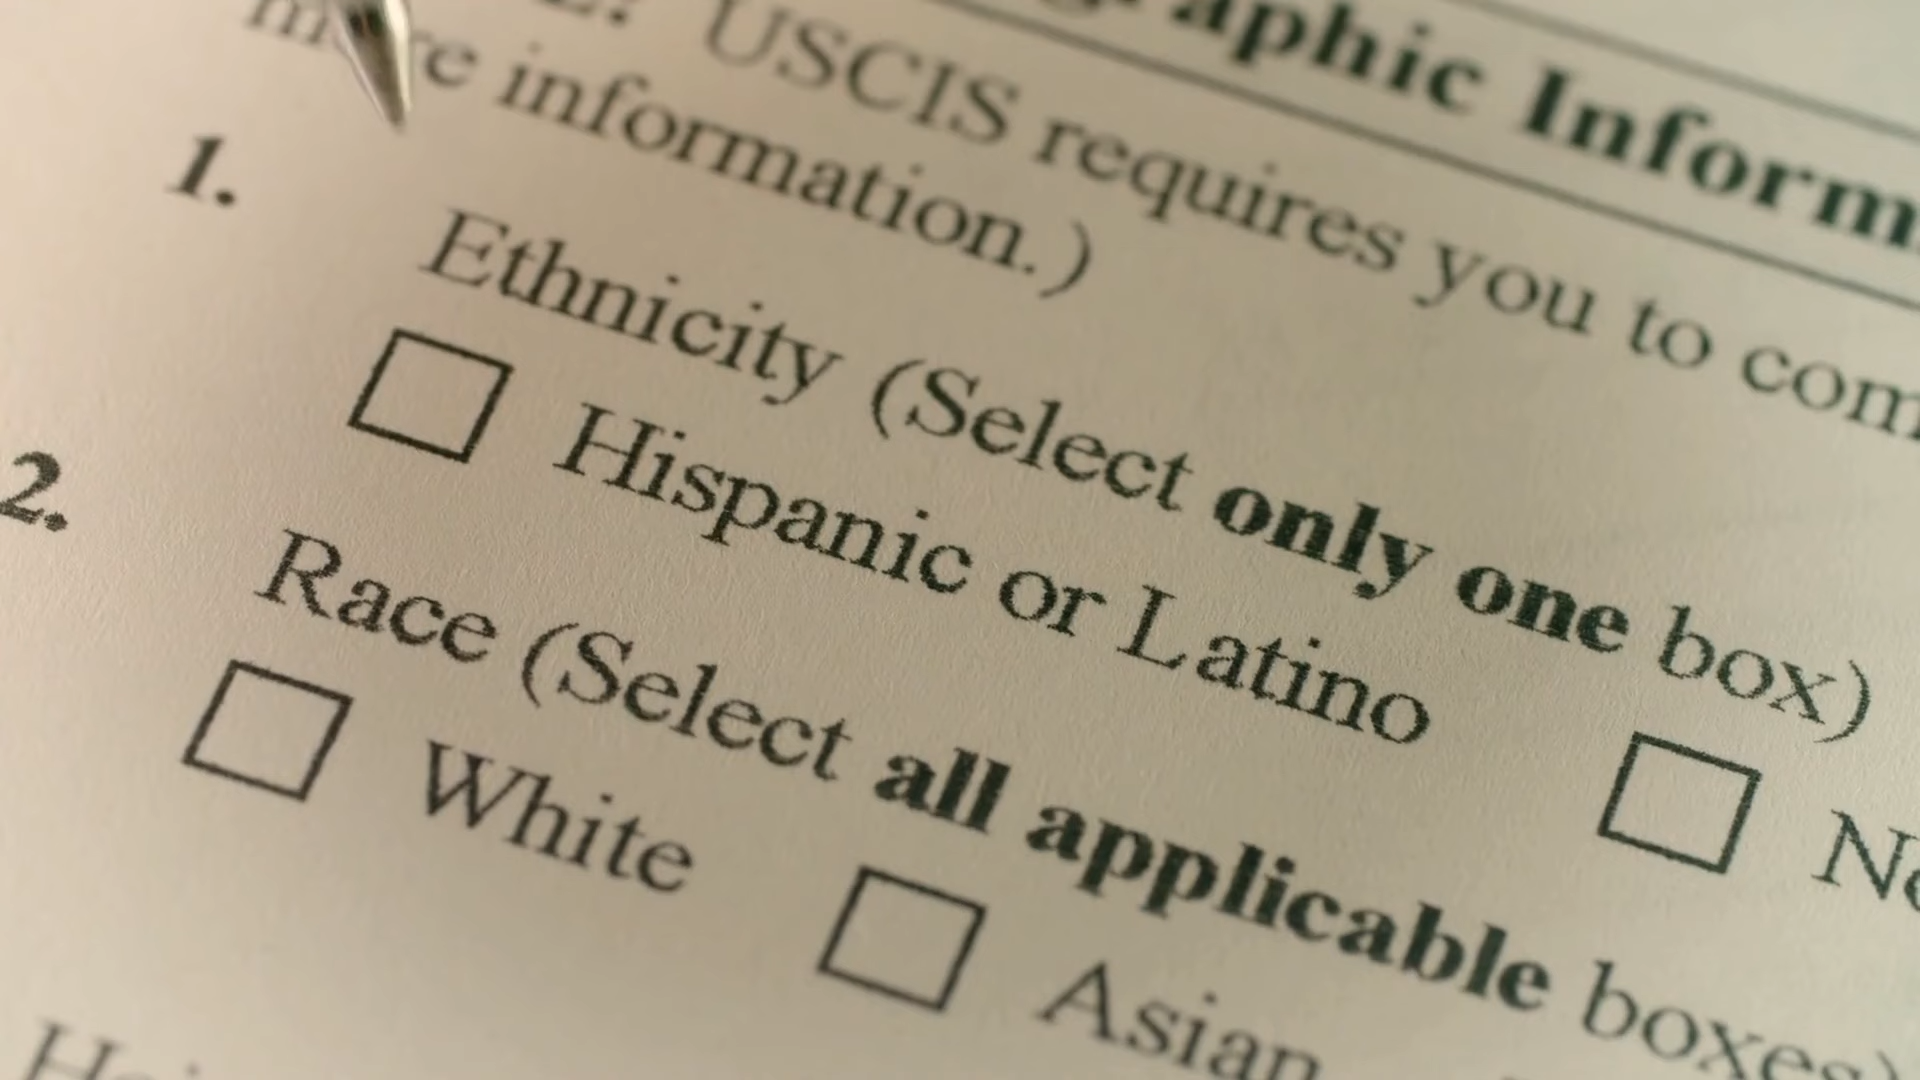 aphic Inform
USCIS requires you to com
more information.)
1. Ethnicity (Select only one box)
Hispanic or Latino
2. Race (Select all applicable boxes)
White Asian